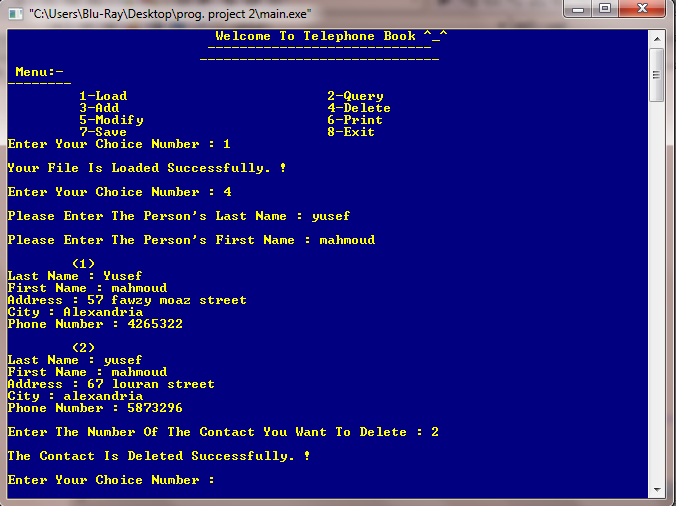 "C:\Users\Blu-Ray\Desktop\prog. project 2\main.exe"
Welcome To Telephone Book ^_^
----------------------------
------------------------------
Menu:-
--------
1-Load 2-Query
3-Add 4-Delete
5-Modify 6-Print
7-Save 8-Exit
Enter Your Choice Number : 1
Your File Is Loaded Successfully. !
Enter Your Choice Number : 4
Please Enter The Person's Last Name : yusef
Please Enter The Person's First Name : mahmoud
(1)
Last Name : Yusef
First Name : mahmoud
Address : 57 fawzy moaz street
City : Alexandria
Phone Number : 4265322
(2)
Last Name : yusef
First Name : mahmoud
Address : 67 louran street
City : alexandria
Phone Number : 5873296
Enter The Number Of The Contact You Want To Delete : 2
The Contact Is Deleted Successfully. !
Enter Your Choice Number :